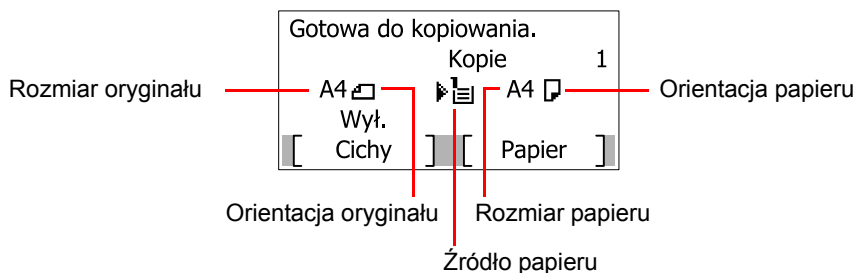 Gotowa do kopiowania.
Kopie 1
Rozmiar oryginału A4 A4 Orientacja papieru
Wył.
[ Cichy ] [ Papier ]
Orientacja oryginału Rozmiar papieru
Źródło papieru